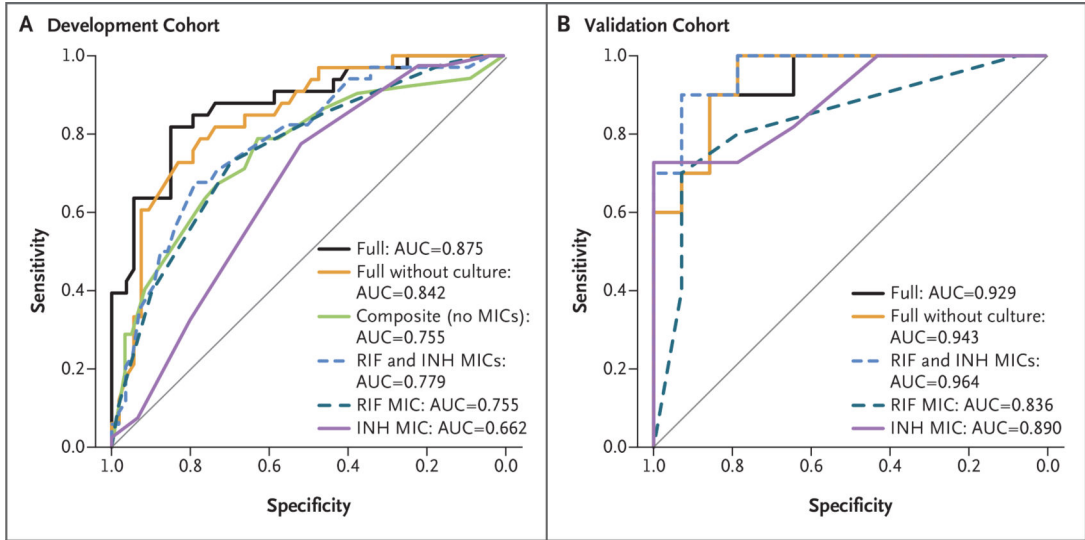 A Development Cohort
1.0
0.8
0.6
0.4
0.2
0.0
Sensitivity
1.0
0.8
0.6
0.4
0.2
0.0
Specificity
Full: AUC=0.875
Full without culture:
AUC=0.842
Composite (no MICs):
AUC=0.755
RIF and INH MICs:
AUC=0.779
RIF MIC: AUC=0.755
INH MIC: AUC=0.662
B Validation Cohort
1.0
0.8
0.6
0.4
0.2
0.0
Sensitivity
1.0
0.8
0.6
0.4
0.2
0.0
Specificity
Full: AUC=0.929
Full without culture:
AUC=0.943
RIF and INH MICs:
AUC=0.964
RIF MIC: AUC=0.836
INH MIC: AUC=0.890